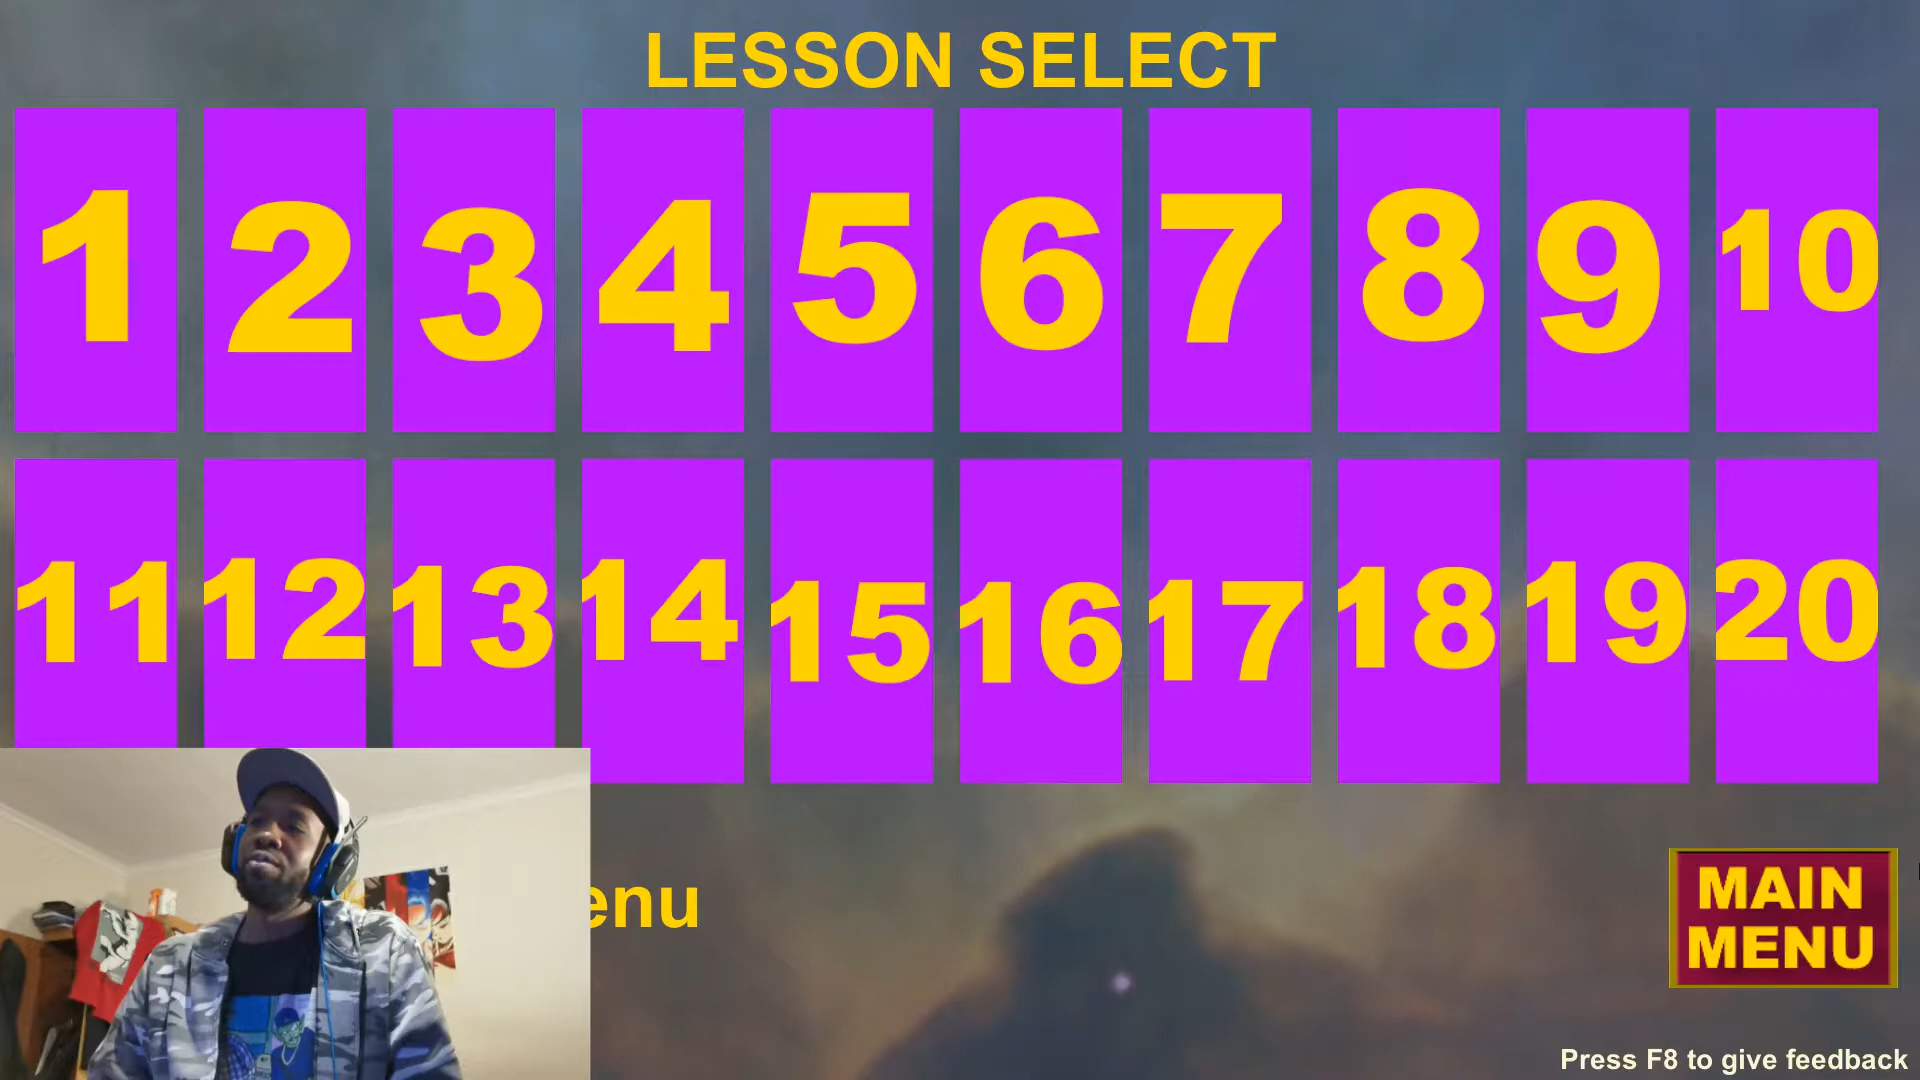 LESSON SELECT
1 2 3 4 5 6 7 8 9 10
11 12 13 14 15 16 17 18 19 20
enu
MAIN
MENU
Press F8 to give feedback